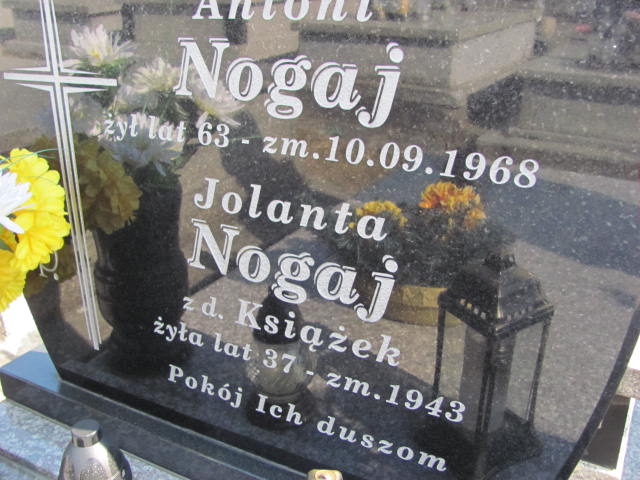 Antoni
Nogaj
żył lat 63 - zm.10.09.1968
Jolanta
Nogaj
z d. Książek
żyła lat 37 - zm.1943
Pokój Ich duszom